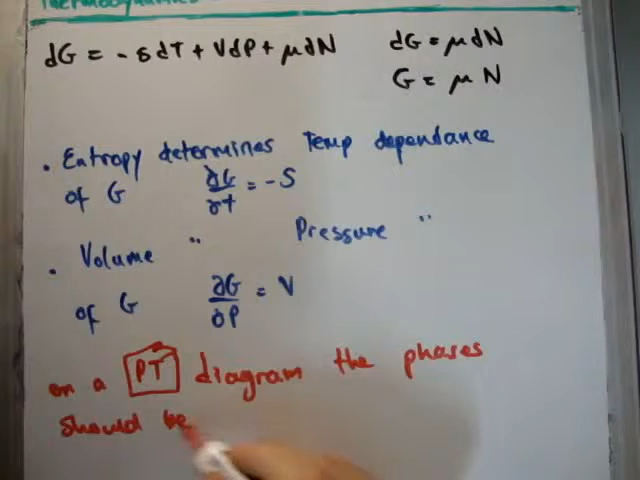 Thermodynamics
dG = - SdT + VdP + μdN
dG = μdN
G = μ N
. Entropy determines Temp dependance
of G ∂G/∂T = - S
. Volume " Pressure "
of G ∂G/∂P = V
on a PT diagram the phases
should be